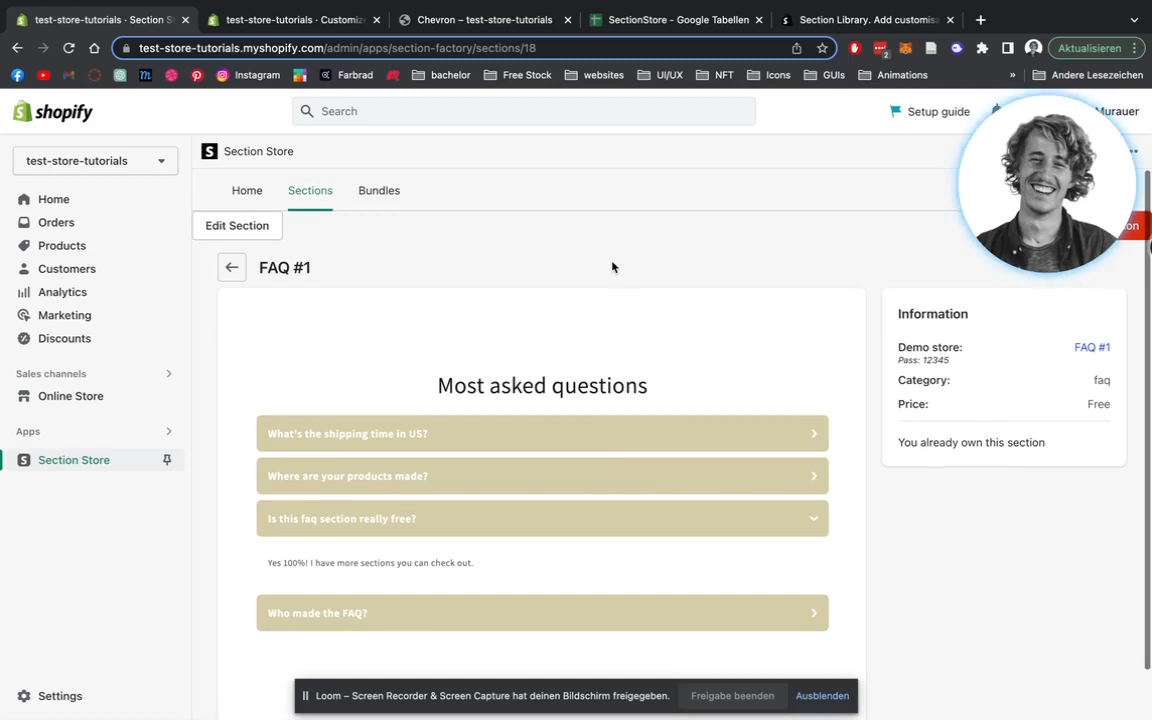 test-store-tutorials · Section S
test-store-tutorials · Customize
Chevron – test-store-tutorials
SectionStore - Google Tabellen
Section Library. Add customisa
test-store-tutorials.myshopify.com/admin/apps/section-factory/sections/18
2
Aktualisieren
Instagram
Farbrad
bachelor
Free Stock
websites
UI/UX
NFT
Icons
GUIs
Animations
»
Andere Lesezeichen
shopify
Search
Setup guide
Murauer
test-store-tutorials
S Section Store
Home
Orders
Products
Customers
Analytics
Marketing
Discounts
Sales channels
Online Store
Apps
S Section Store
Settings
Home
Sections
Bundles
Edit Section
on
FAQ #1
Most asked questions
What's the shipping time in US?
Where are your products made?
Is this faq section really free?
Yes 100%! I have more sections you can check out.
Who made the FAQ?
Information
Demo store: FAQ #1
Pass: 12345
Category: faq
Price: Free
You already own this section
Loom – Screen Recorder & Screen Capture hat deinen Bildschirm freigegeben.
Freigabe beenden
Ausblenden